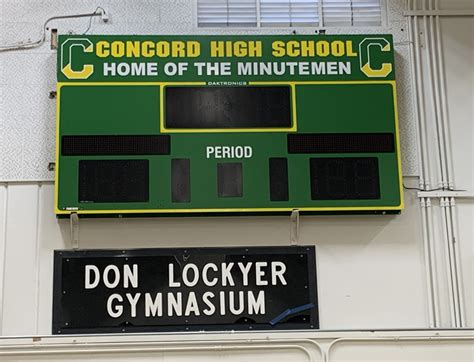 C CONCORD HIGH SCHOOL C
HOME OF THE MINUTEMEN
DAKTRONICS
PERIOD
DON LOCKYER
GYMNASIUM